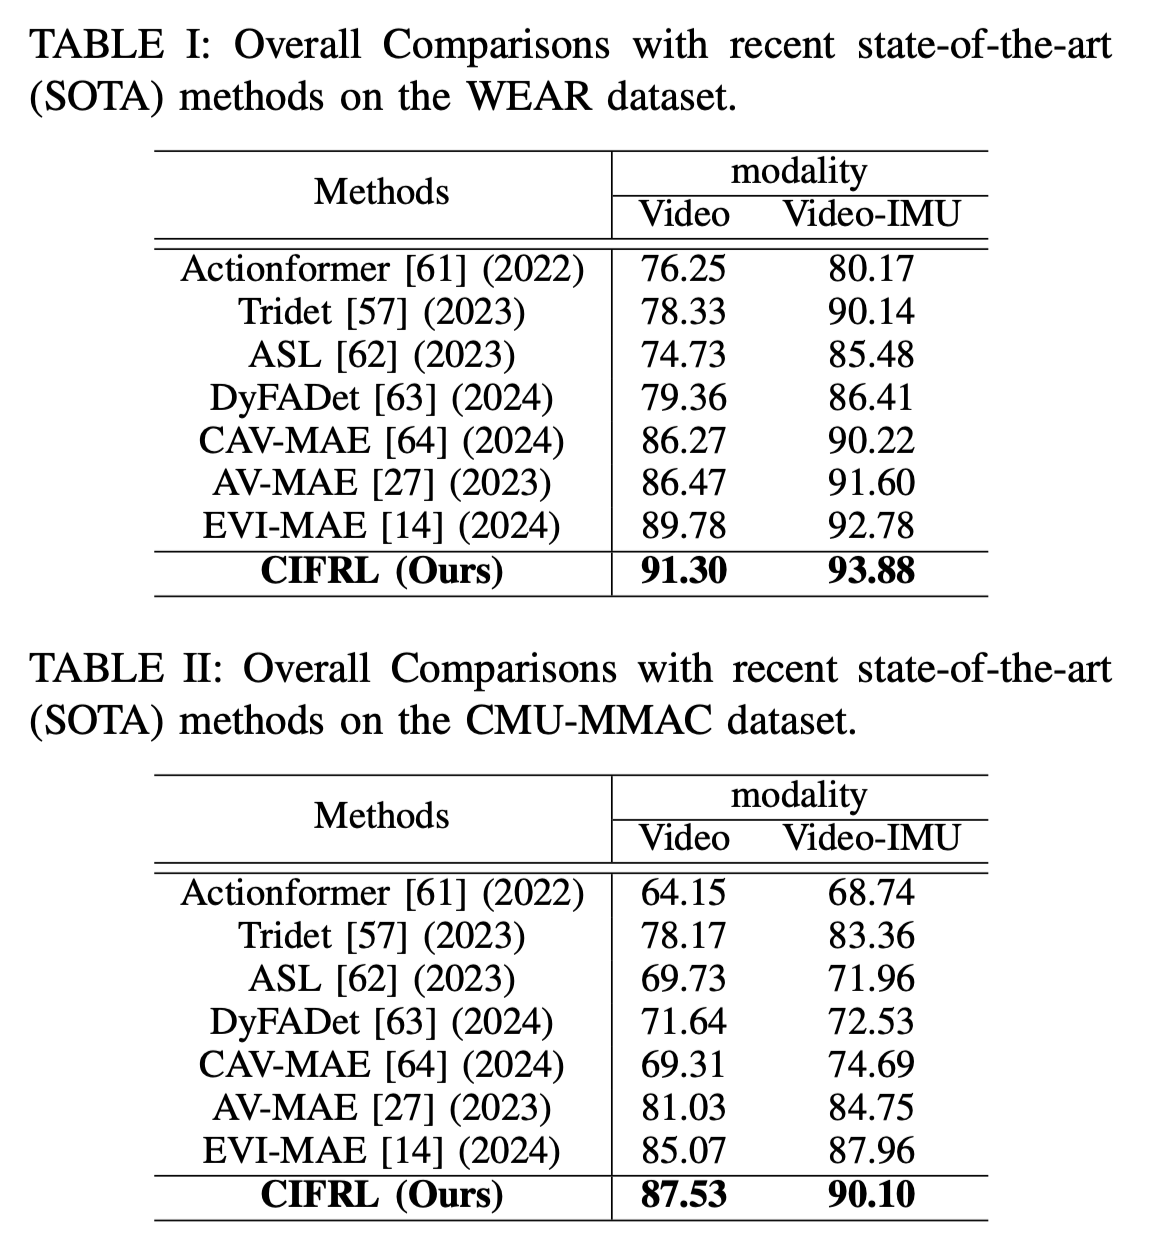 TABLE I: Overall Comparisons with recent state-of-the-art
(SOTA) methods on the WEAR dataset.
Methods modality
Video Video-IMU
Actionformer [61] (2022) 76.25 80.17
Tridet [57] (2023) 78.33 90.14
ASL [62] (2023) 74.73 85.48
DyFADet [63] (2024) 79.36 86.41
CAV-MAE [64] (2024) 86.27 90.22
AV-MAE [27] (2023) 86.47 91.60
EVI-MAE [14] (2024) 89.78 92.78
CIFRL (Ours) 91.30 93.88
TABLE II: Overall Comparisons with recent state-of-the-art
(SOTA) methods on the CMU-MMAC dataset.
Methods modality
Video Video-IMU
Actionformer [61] (2022) 64.15 68.74
Tridet [57] (2023) 78.17 83.36
ASL [62] (2023) 69.73 71.96
DyFADet [63] (2024) 71.64 72.53
CAV-MAE [64] (2024) 69.31 74.69
AV-MAE [27] (2023) 81.03 84.75
EVI-MAE [14] (2024) 85.07 87.96
CIFRL (Ours) 87.53 90.10